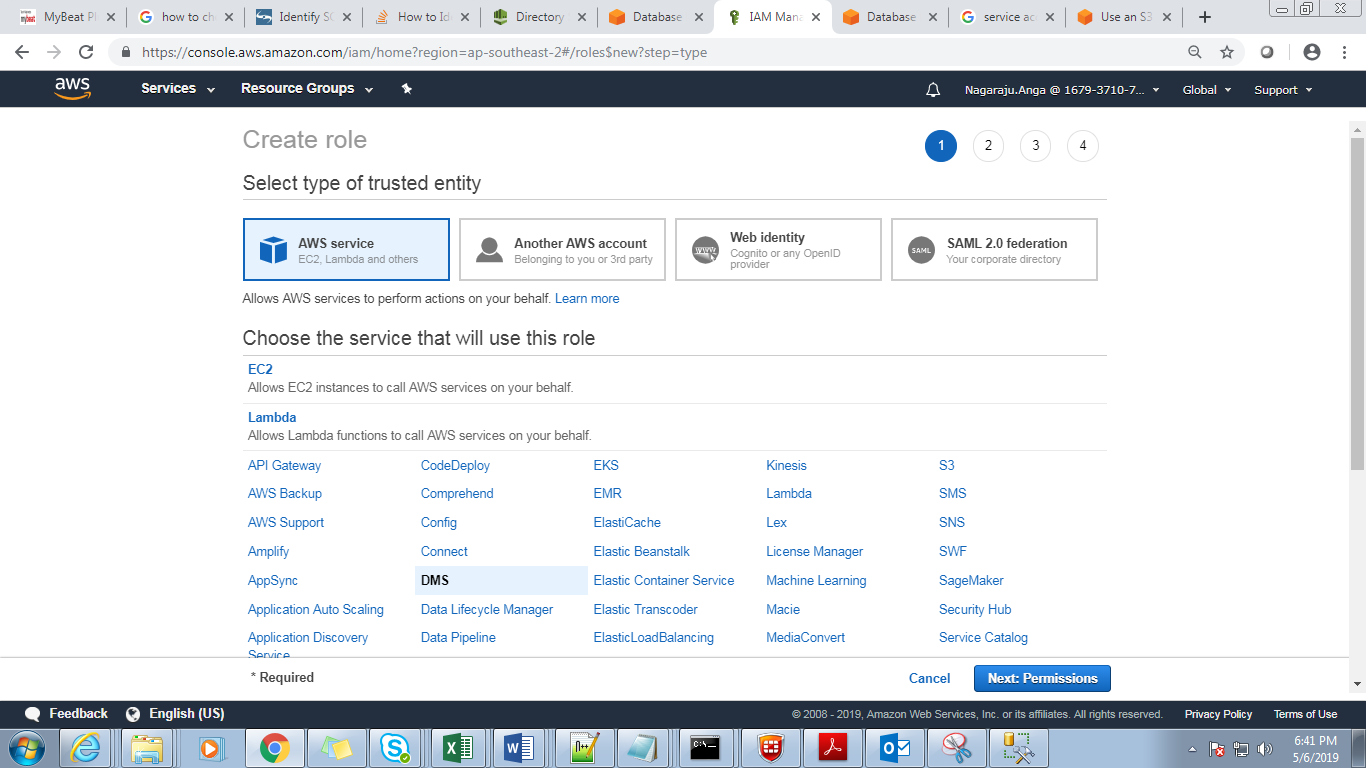 MyBeat Pl
how to ch
Identify SC
How to Ide
Directory
Database
IAM Mana
Database
service ac
Use an S3
https://console.aws.amazon.com/iam/home?region=ap-southeast-2#/roles$new?step=type
aws
Services
Resource Groups
Nagaraju.Anga @ 1679-3710-7...
Global
Support
Create role
1
2
3
4
Select type of trusted entity
AWS service
EC2, Lambda and others
Another AWS account
Belonging to you or 3rd party
www
Web identity
Cognito or any OpenID
provider
SAML
SAML 2.0 federation
Your corporate directory
Allows AWS services to perform actions on your behalf. Learn more
Choose the service that will use this role
EC2
Allows EC2 instances to call AWS services on your behalf.
Lambda
Allows Lambda functions to call AWS services on your behalf.
API Gateway CodeDeploy EKS Kinesis S3
AWS Backup Comprehend EMR Lambda SMS
AWS Support Config ElastiCache Lex SNS
Amplify Connect Elastic Beanstalk License Manager SWF
AppSync DMS Elastic Container Service Machine Learning SageMaker
Application Auto Scaling Data Lifecycle Manager Elastic Transcoder Macie Security Hub
Application Discovery Data Pipeline ElasticLoadBalancing MediaConvert Service Catalog
Service
* Required
Cancel
Next: Permissions
Feedback
English (US)
© 2008 - 2019, Amazon Web Services, Inc. or its affiliates. All rights reserved.
Privacy Policy
Terms of Use
6:41 PM
5/6/2019